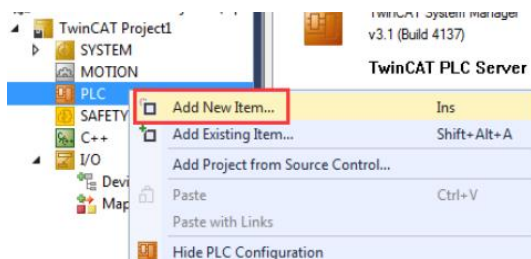 TwinCAT Project1
SYSTEM
MOTION
PLC
SAFETY
C++
I/O
Devi
Map
TwinCAT System Manager
v3.1 (Build 4137)
TwinCAT PLC Server
Add New Item... Ins
Add Existing Item... Shift+Alt+A
Add Project from Source Control...
Paste Ctrl+V
Paste with Links
Hide PLC Configuration